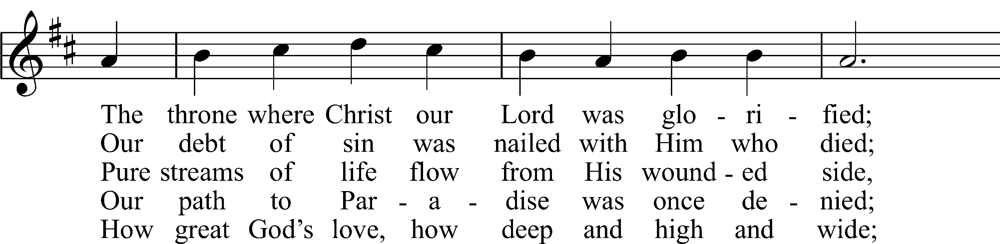 The throne where Christ our Lord was glo - ri - fied;
Our debt of sin was nailed with Him who died;
Pure streams of life flow from His wound - ed side,
Our path to Par - a - dise was once de - nied;
How great God’s love, how deep and high and wide;